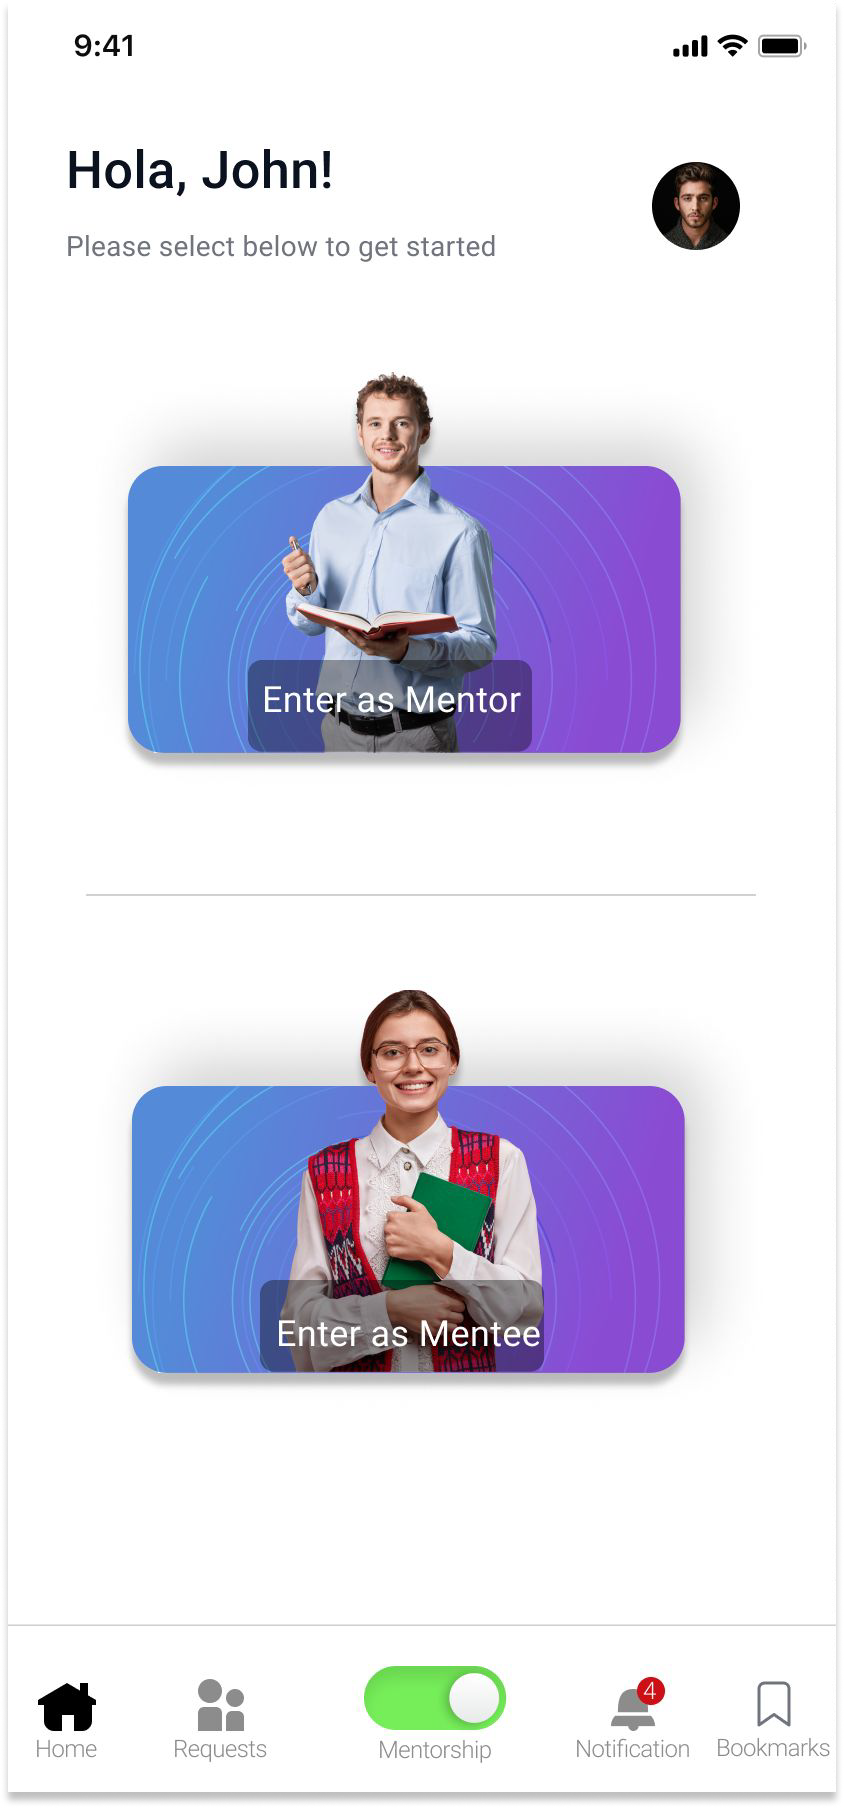 9:41
Hola, John!
Please select below to get started
Enter as Mentor
Enter as Mentee
4
Home
Requests
Mentorship
Notification
Bookmarks